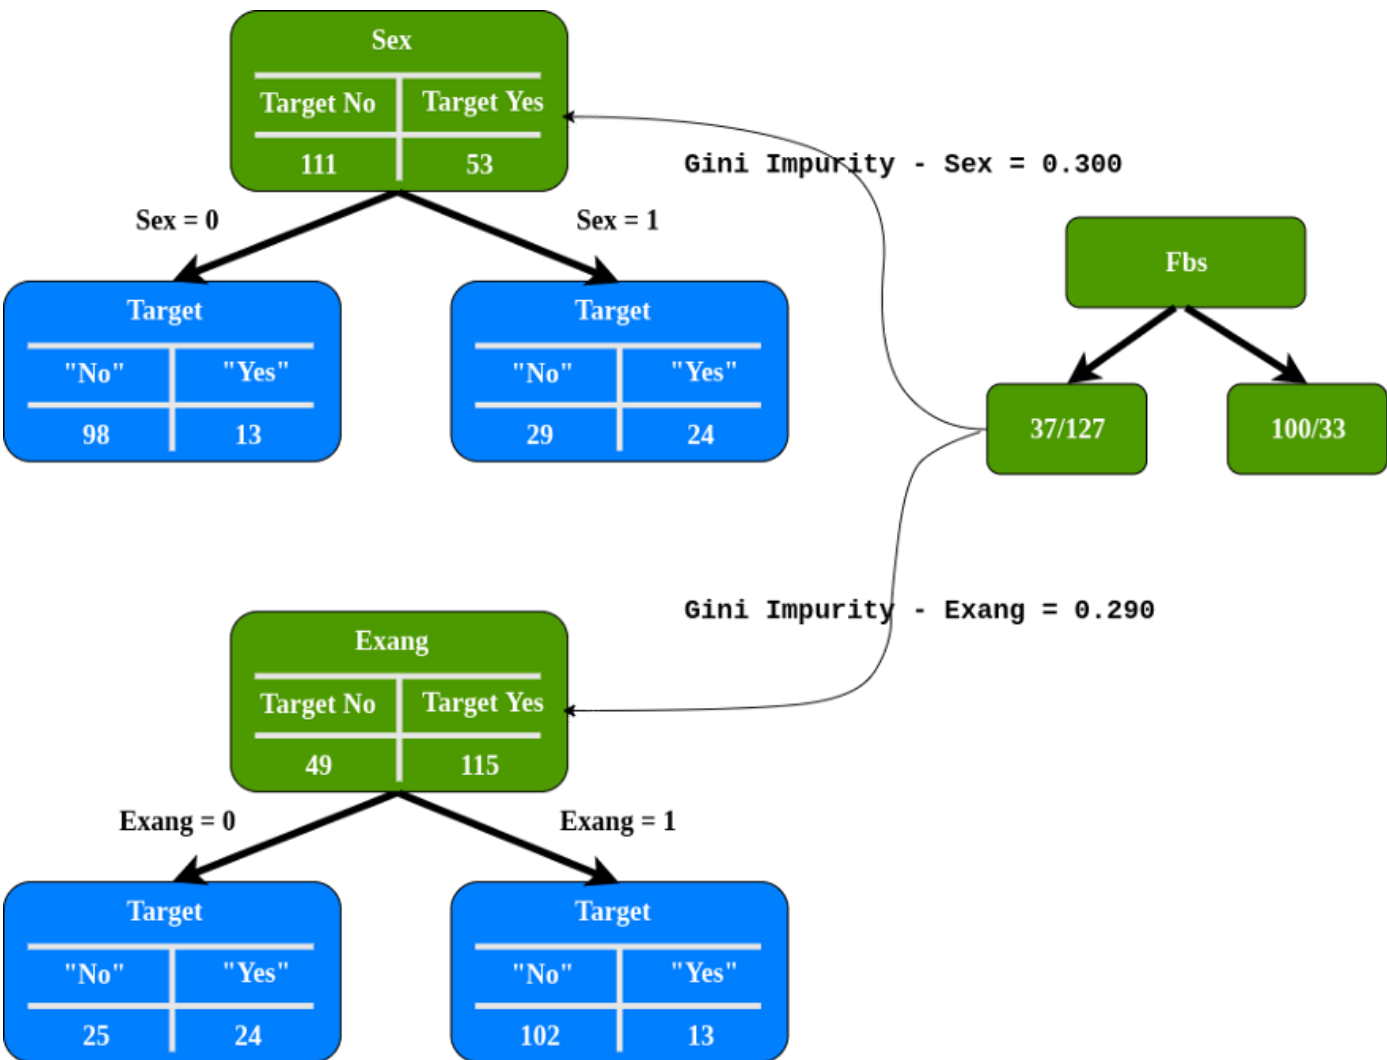 Sex
Target No Target Yes
111 53
Gini Impurity - Sex = 0.300
Sex = 0 Sex = 1
Fbs
Target
"No" "Yes"
98 13
Target
"No" "Yes"
29 24
37/127 100/33
Gini Impurity - Exang = 0.290
Exang
Target No Target Yes
49 115
Exang = 0 Exang = 1
Target
"No" "Yes"
25 24
Target
"No" "Yes"
102 13